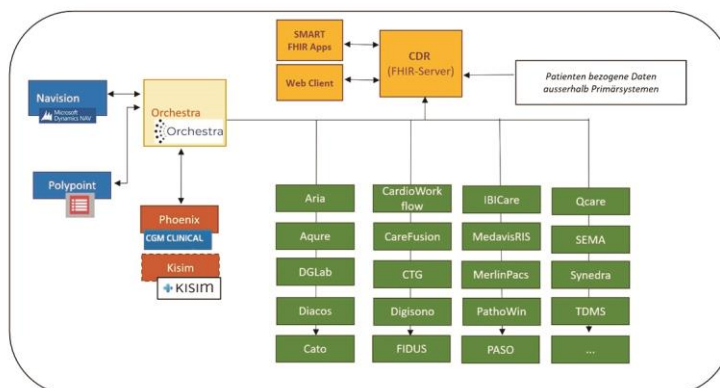 SMART
FHIR Apps
Web Client
CDR
(FHIR-Server)
Patienten bezogene Daten
ausserhalb Primärsystemen
Navision
Microsoft
Dynamics NAV
Orchestra
Orchestra
Polypoint
Phoenix
CGM CLINICAL
Kisim
KISIM
Aria
Aqure
DGLab
Diacos
Cato
CardioWork
flow
CareFusion
CTG
Digisono
FIDUS
IBICare
MedavisRIS
MerlinPacs
PathoWin
PASO
Qcare
SEMA
Synedra
TDMS
...